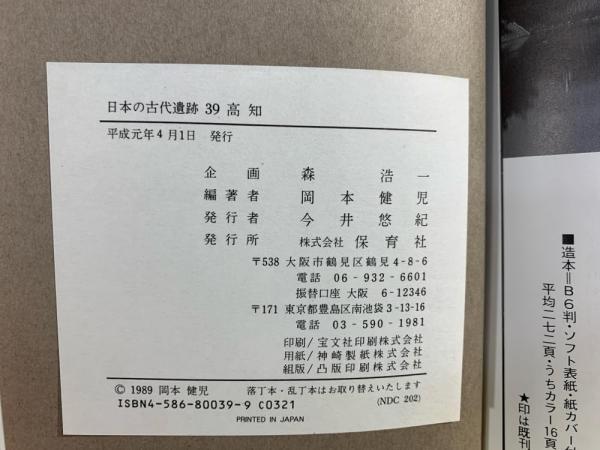 日本の古代遺跡 39 高 知
平成元年4月1日 発行
企画 森浩一
編著者 岡本健児
発行者 今井悠紀
発行所 株式会社 保育社
〒538 大阪市鶴見区鶴見4-8-6
電話 06-932-6601
振替口座 大阪 6-12346
〒171 東京都豊島区南池袋3-13-16
電話 03-590-1981
印刷/宝文社印刷株式会社
用紙/神崎製紙株式会社
組版/凸版印刷株式会社
© 1989 岡本 健児 落丁本・乱丁本はお取り替えいたします
ISBN4-586-80039-9 C0321 (NDC 202)
PRINTED IN JAPAN
■造本=B6判・ソフト表紙・紙カバー
平均二七二頁・うちカラー16頁
★印は既刊